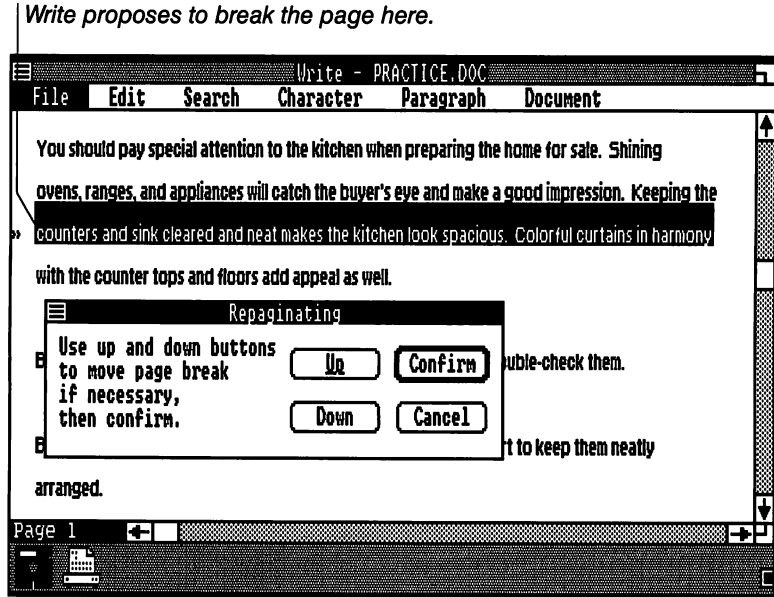 Write proposes to break the page here.
Write - PRACTICE.DOC
File Edit Search Character Paragraph Document
You should pay special attention to the kitchen when preparing the home for sale. Shining
ovens, ranges, and appliances will catch the buyer's eye and make a good impression. Keeping the
» counters and sink cleared and neat makes the kitchen look spacious. Colorful curtains in harmony
with the counter tops and floors add appeal as well.
Repaginating
Use up and down buttons
to move page break
if necessary,
then confirm.
Up Confirm
Down Cancel
B uble-check them.
B rt to keep them neatly
arranged.
Page 1